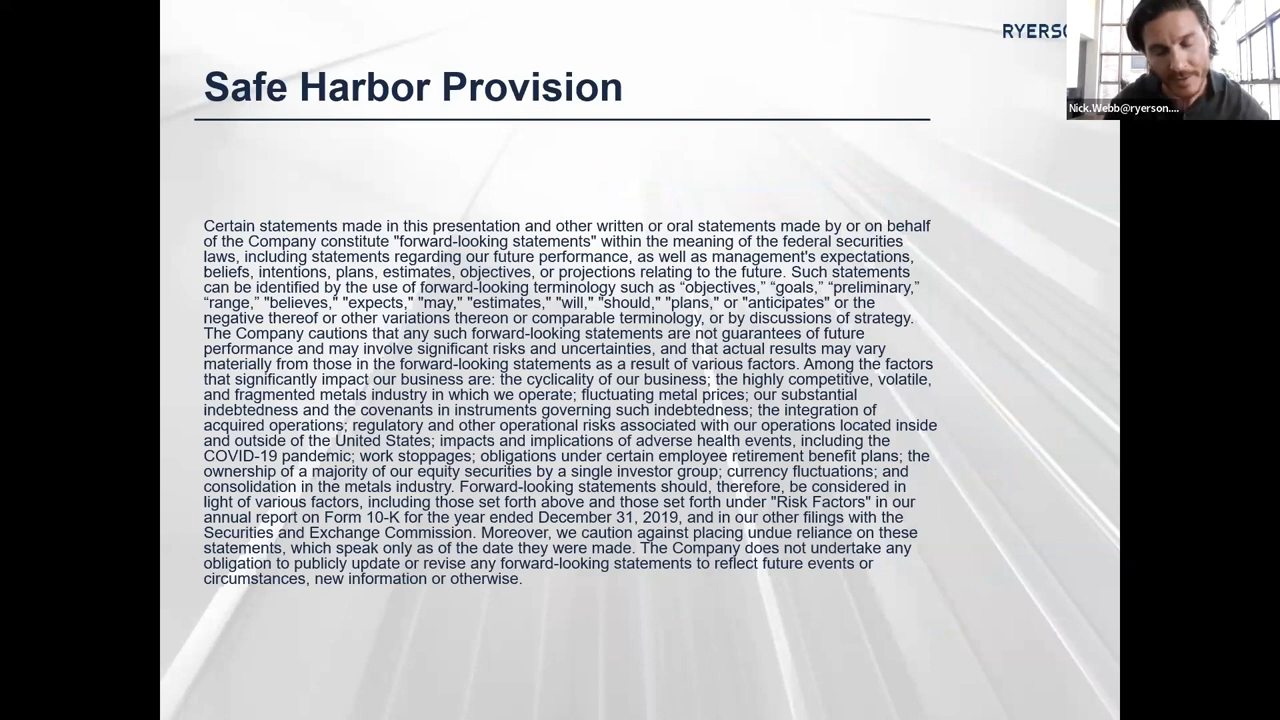 RYERSO
Safe Harbor Provision
Nick.Webb@ryerson....
Certain statements made in this presentation and other written or oral statements made by or on behalf
of the Company constitute "forward-looking statements" within the meaning of the federal securities
laws, including statements regarding our future performance, as well as management's expectations,
beliefs, intentions, plans, estimates, objectives, or projections relating to the future. Such statements
can be identified by the use of forward-looking terminology such as “objectives,” “goals,” “preliminary,”
“range,” "believes," "expects," "may," "estimates," "will," "should," "plans," or "anticipates" or the
negative thereof or other variations thereon or comparable terminology, or by discussions of strategy.
The Company cautions that any such forward-looking statements are not guarantees of future
performance and may involve significant risks and uncertainties, and that actual results may vary
materially from those in the forward-looking statements as a result of various factors. Among the factors
that significantly impact our business are: the cyclicality of our business; the highly competitive, volatile,
and fragmented metals industry in which we operate; fluctuating metal prices; our substantial
indebtedness and the covenants in instruments governing such indebtedness; the integration of
acquired operations; regulatory and other operational risks associated with our operations located inside
and outside of the United States; impacts and implications of adverse health events, including the
COVID-19 pandemic; work stoppages; obligations under certain employee retirement benefit plans; the
ownership of a majority of our equity securities by a single investor group; currency fluctuations; and
consolidation in the metals industry. Forward-looking statements should, therefore, be considered in
light of various factors, including those set forth above and those set forth under "Risk Factors" in our
annual report on Form 10-K for the year ended December 31, 2019, and in our other filings with the
Securities and Exchange Commission. Moreover, we caution against placing undue reliance on these
statements, which speak only as of the date they were made. The Company does not undertake any
obligation to publicly update or revise any forward-looking statements to reflect future events or
circumstances, new information or otherwise.